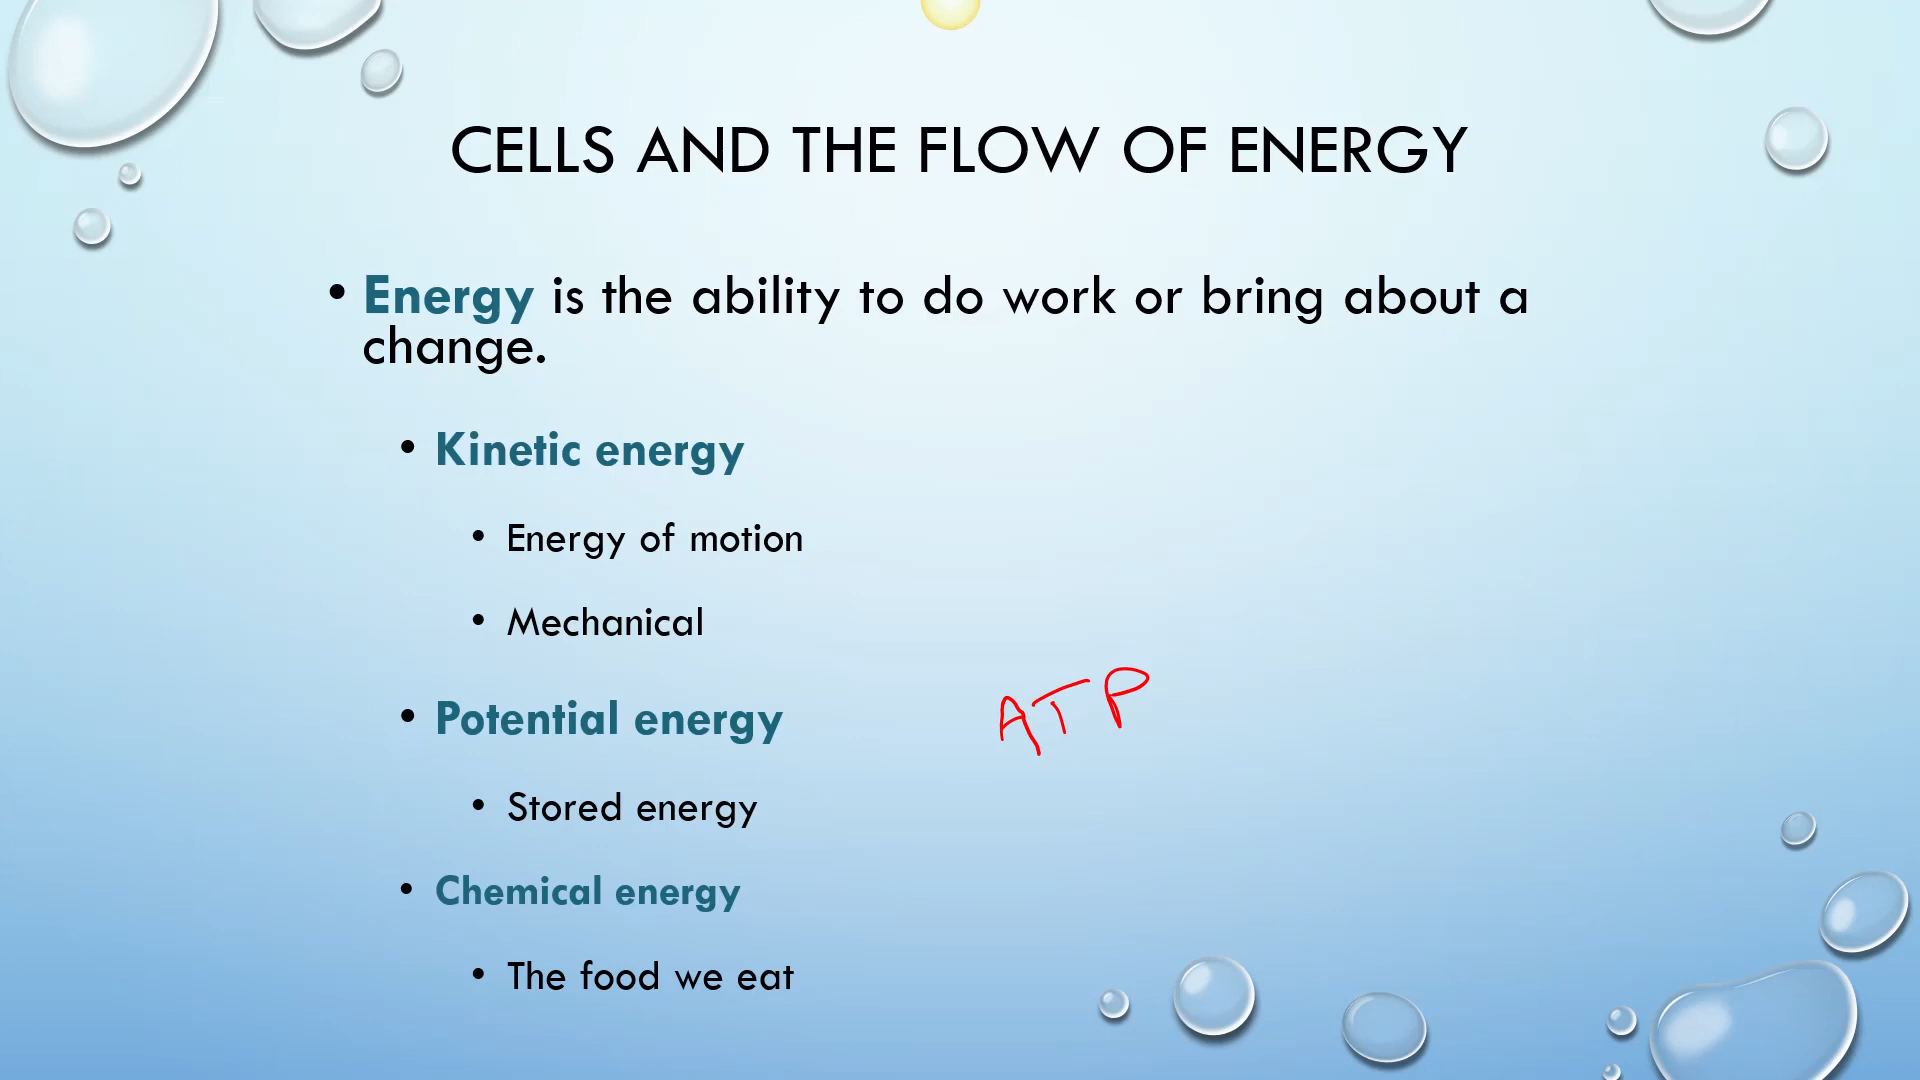 CELLS AND THE FLOW OF ENERGY
• Energy is the ability to do work or bring about a
change.
• Kinetic energy
• Energy of motion
• Mechanical
• Potential energy
ATP
• Stored energy
• Chemical energy
• The food we eat